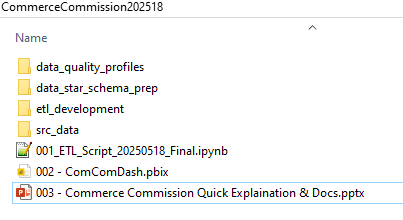 CommerceCommission202518
Name
data_quality_profiles
data_star_schema_prep
etl_development
src_data
001_ETL_Script_20250518_Final.ipynb
002 - ComComDash.pbix
003 - Commerce Commission Quick Explaination & Docs.pptx